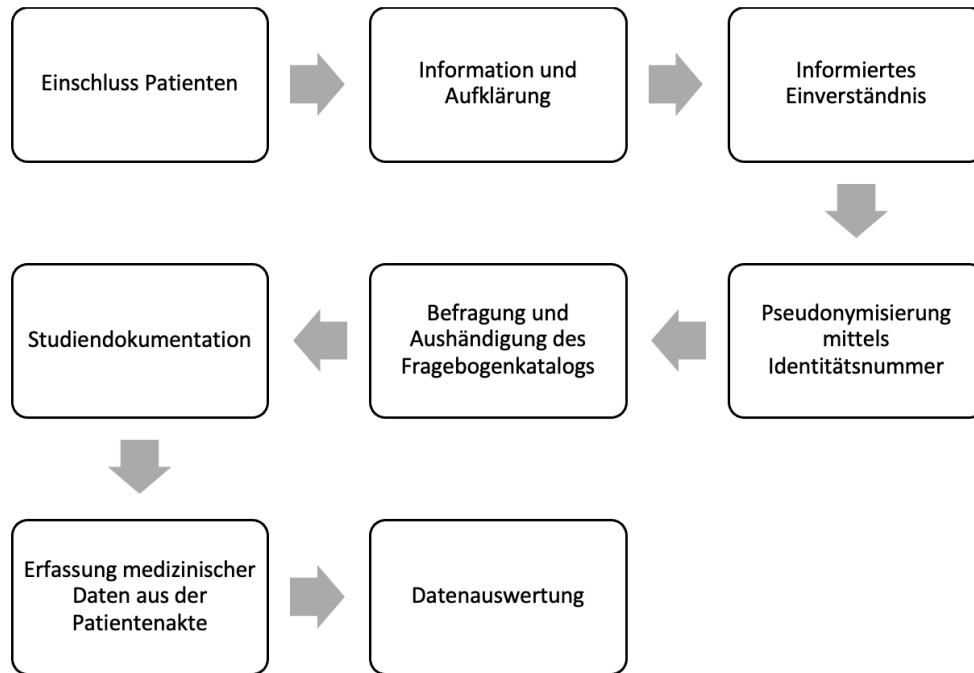 Einschluss Patienten
Information und
Aufklärung
Informiertes
Einverständnis
Pseudonymisierung
mittels
Identitätsnummer
Befragung und
Aushändigung des
Fragebogenkatalogs
Studiendokumentation
Erfassung medizinischer
Daten aus der
Patientenakte
Datenauswertung